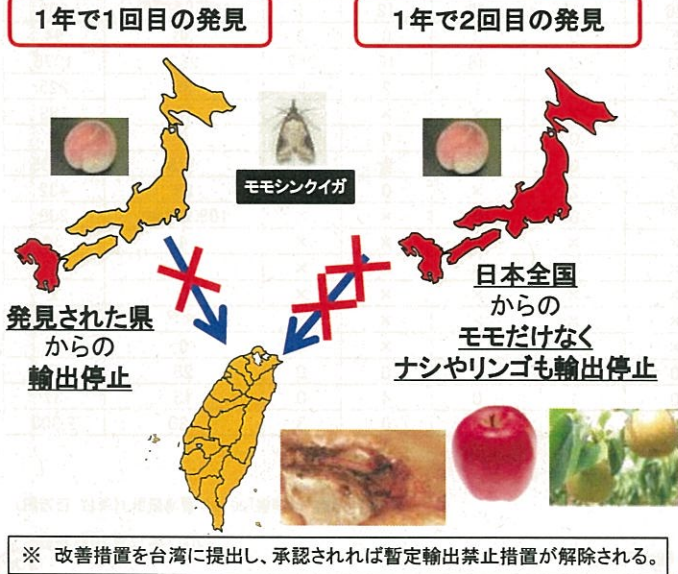 1年で1回目の発見
1年で2回目の発見
モモシンクイガ
発見された県
からの
輸出停止
日本全国
からの
モモだけなく
ナシやリンゴも輸出停止
※ 改善措置を台湾に提出し、承認されれば暫定輸出禁止措置が解除される。